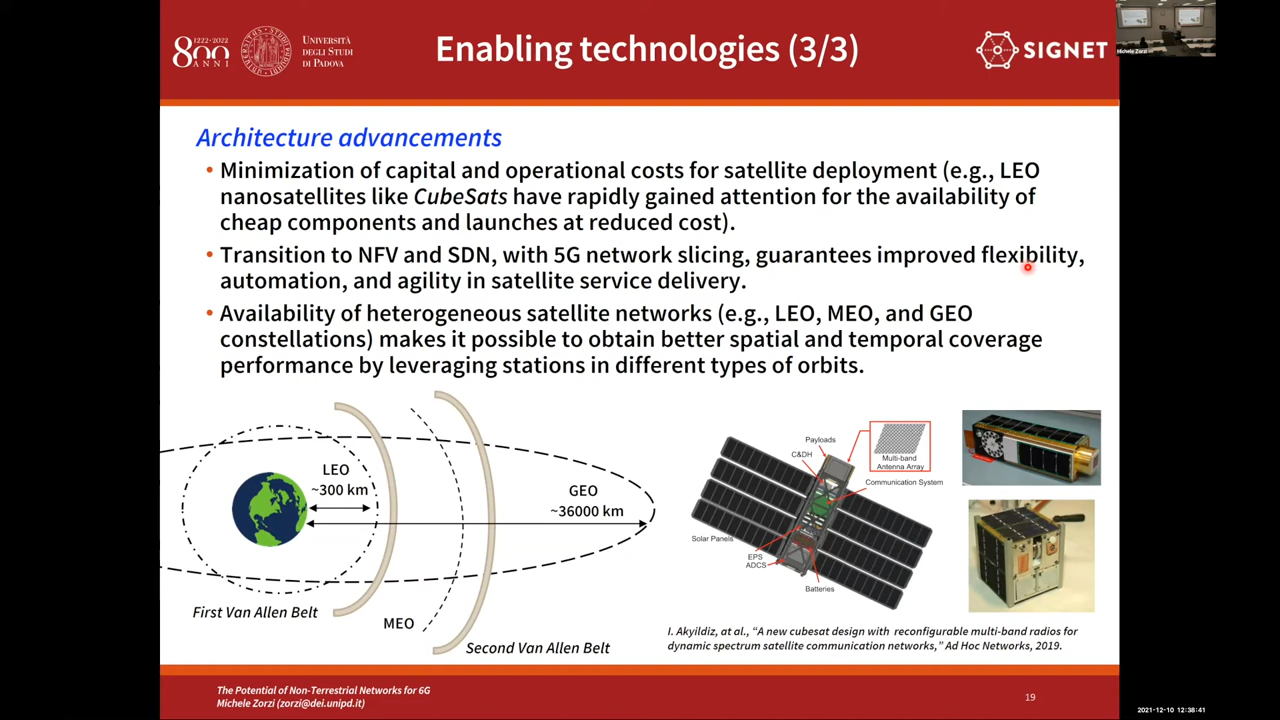 1222·2022
800
ANNI
UNIVERSITÀ
DEGLI STUDI
DI PADOVA
Enabling technologies (3/3)
SIGNET
Michele Zorzi
Architecture advancements
• Minimization of capital and operational costs for satellite deployment (e.g., LEO
nanosatellites like CubeSats have rapidly gained attention for the availability of
cheap components and launches at reduced cost).
• Transition to NFV and SDN, with 5G network slicing, guarantees improved flexibility,
automation, and agility in satellite service delivery.
• Availability of heterogeneous satellite networks (e.g., LEO, MEO, and GEO
constellations) makes it possible to obtain better spatial and temporal coverage
performance by leveraging stations in different types of orbits.
LEO
~300 km
GEO
~36000 km
First Van Allen Belt
MEO
Second Van Allen Belt
Payloads
C&DH
Multi-band
Antenna Array
Communication System
Solar Panels
EPS
ADCS
Batteries
I. Akyildiz, at al., “A new cubesat design with reconfigurable multi-band radios for
dynamic spectrum satellite communication networks,” Ad Hoc Networks, 2019.
The Potential of Non-Terrestrial Networks for 6G
Michele Zorzi (zorzi@dei.unipd.it)
19
2021-12-10 12:38:41